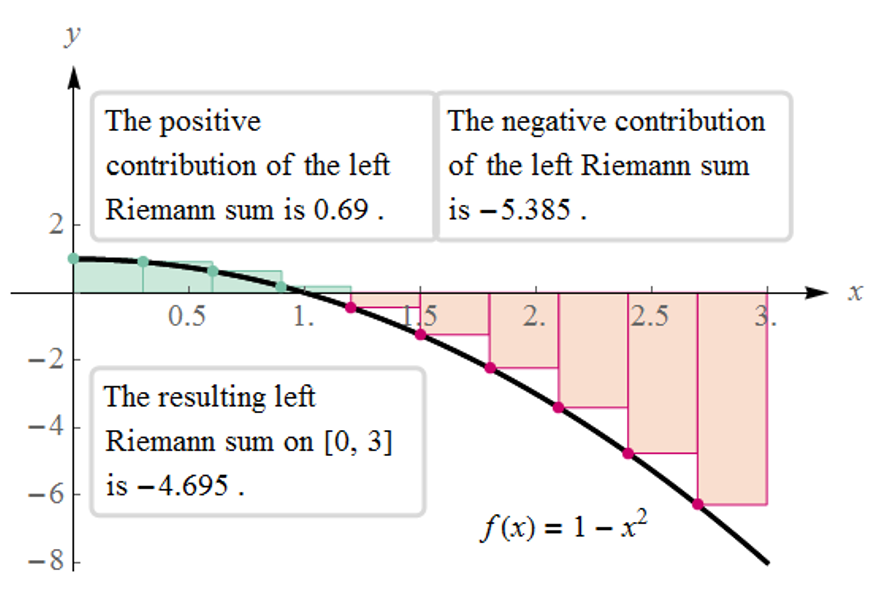 y
The positive
contribution of the left
Riemann sum is 0.69 .
The negative contribution
of the left Riemann sum
is −5.385 .
2
x
0.5 1. 1.5 2. 2.5 3.
−2
The resulting left
Riemann sum on [0, 3]
is −4.695 .
−4
−6
f(x) = 1 − x²
−8